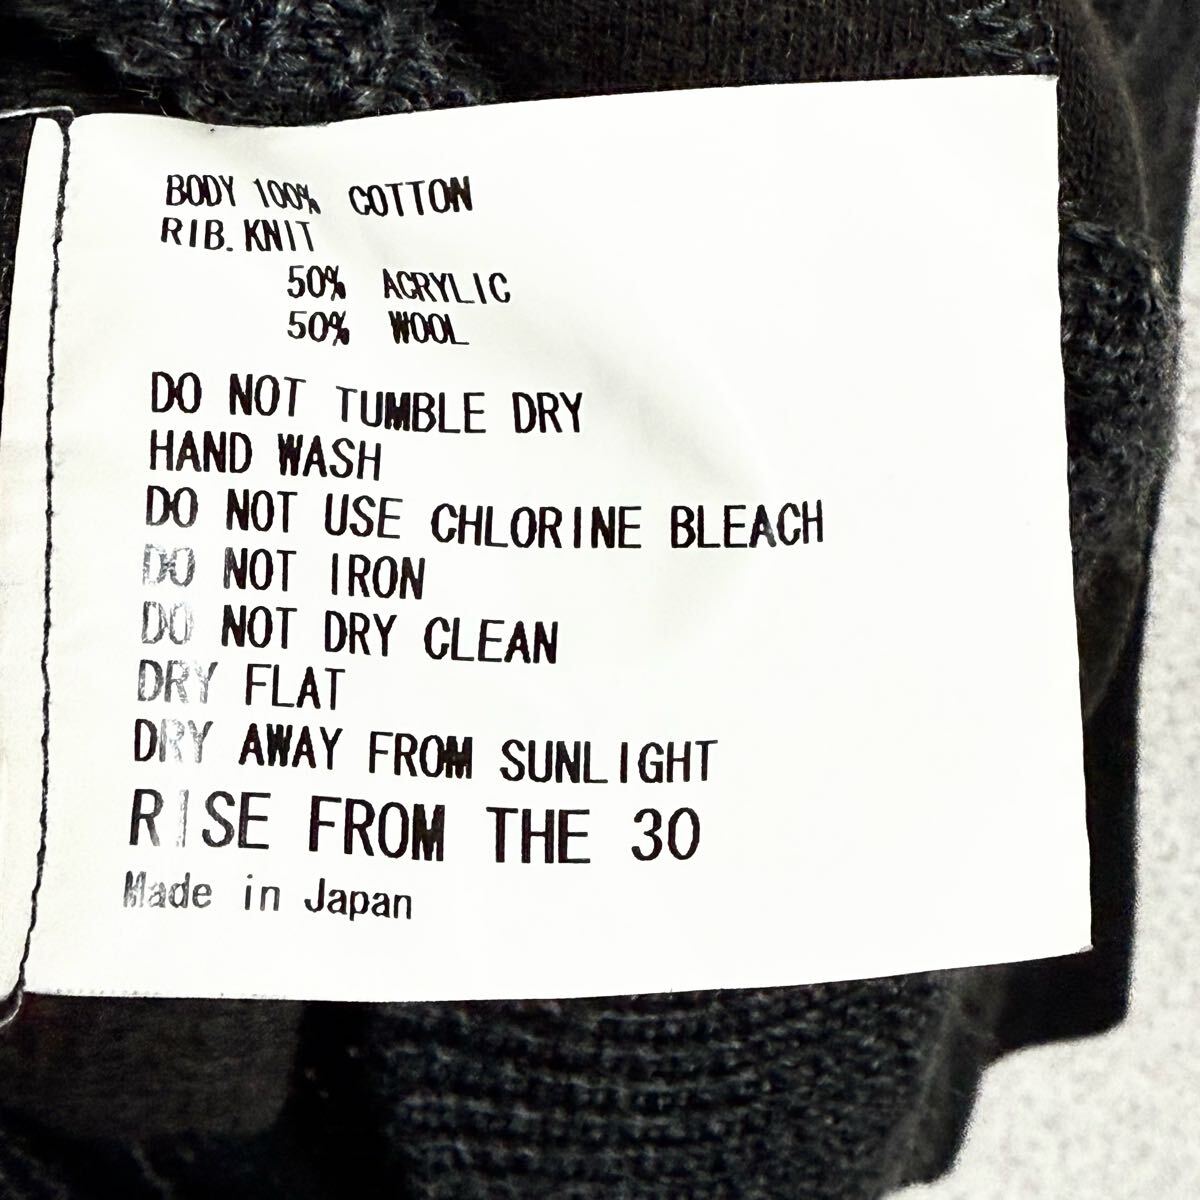 BODY 100% COTTON
RIB. KNIT
50% ACRYLIC
50% WOOL
DO NOT TUMBLE DRY
HAND WASH
DO NOT USE CHLORINE BLEACH
DO NOT IRON
DO NOT DRY CLEAN
DRY FLAT
DRY AWAY FROM SUNLIGHT
RISE FROM THE 30
Made in Japan